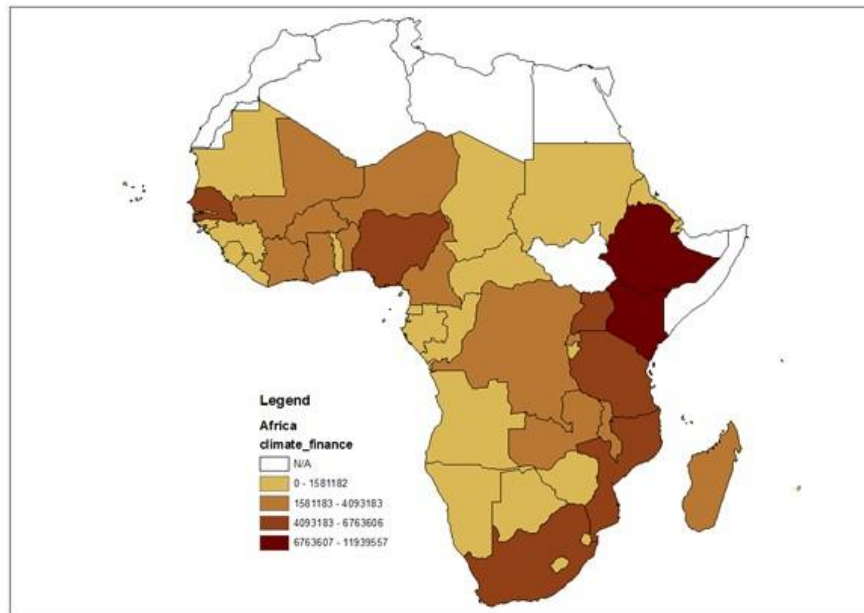 Legend
Africa
climate_finance
N/A
0 - 1581182
1581183 - 4093183
4093183 - 6763606
6763607 - 11939557